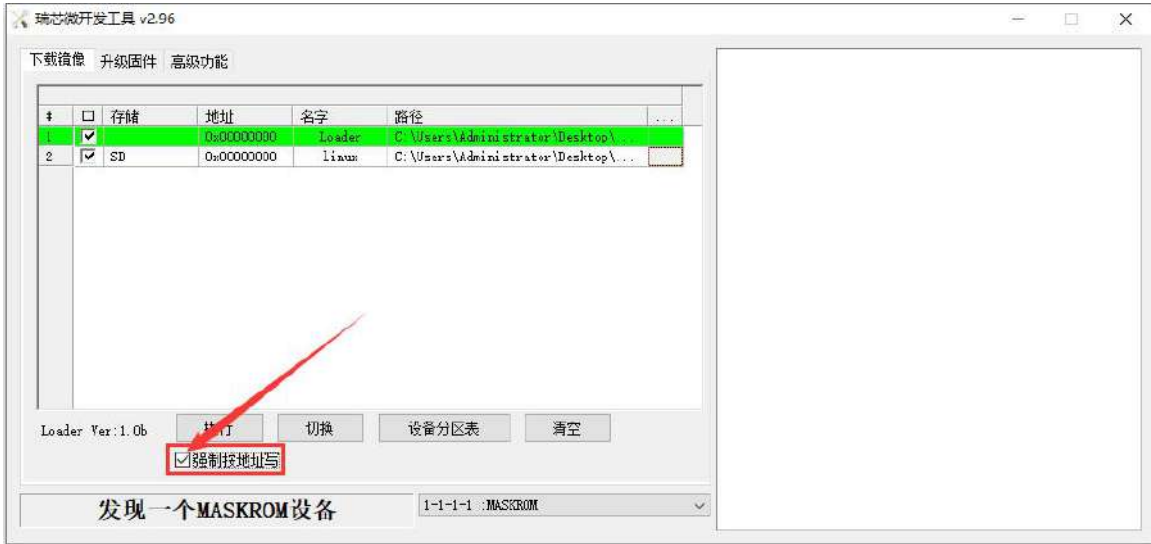 瑞芯微开发工具 v2.96
下载镜像 升级固件 高级功能
# 存储 地址 名字 路径 ...
1 0x00000000 Loader C:\Users\Administrator\Desktop\...
2 SD 0x00000000 linux C:\Users\Administrator\Desktop\...
Loader Ver:1.0b 执行 切换 设备分区表 清空
强制按地址写
发现一个MASKROM设备 1-1-1-1 :MASKROM